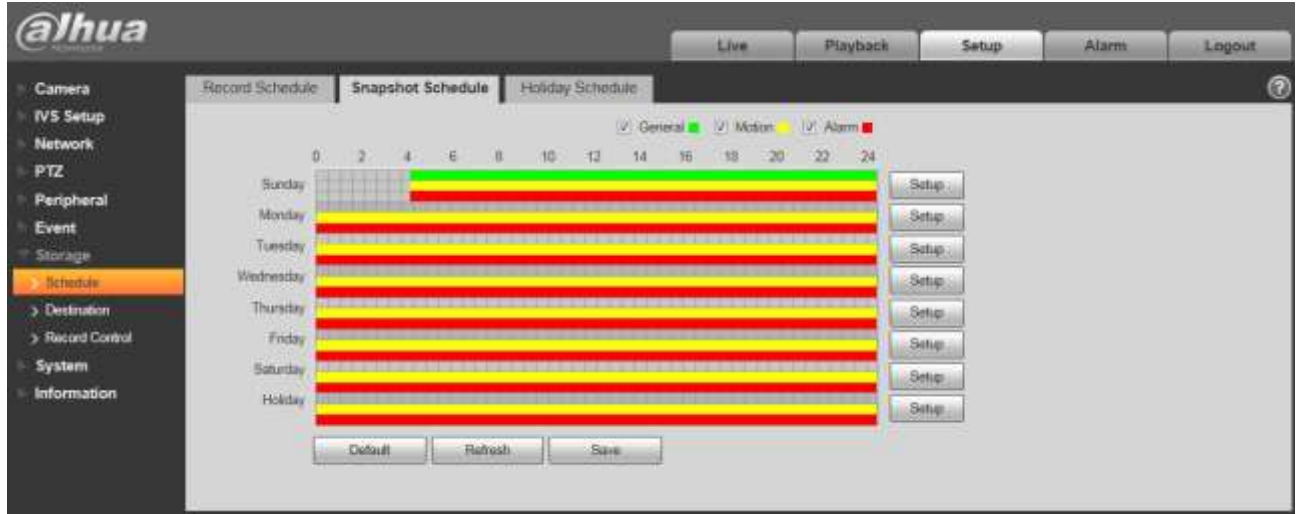 alhua
Live Playback Setup Alarm Logout
Camera
IVS Setup
Network
PTZ
Peripheral
Event
Storage
> Schedule
> Destination
> Record Control
System
Information
Record Schedule Snapshot Schedule Holiday Schedule ?
General Motion Alarm
0 2 4 6 8 10 12 14 16 18 20 22 24
Sunday Setup
Monday Setup
Tuesday Setup
Wednesday Setup
Thursday Setup
Friday Setup
Saturday Setup
Holiday Setup
Default Refresh Save